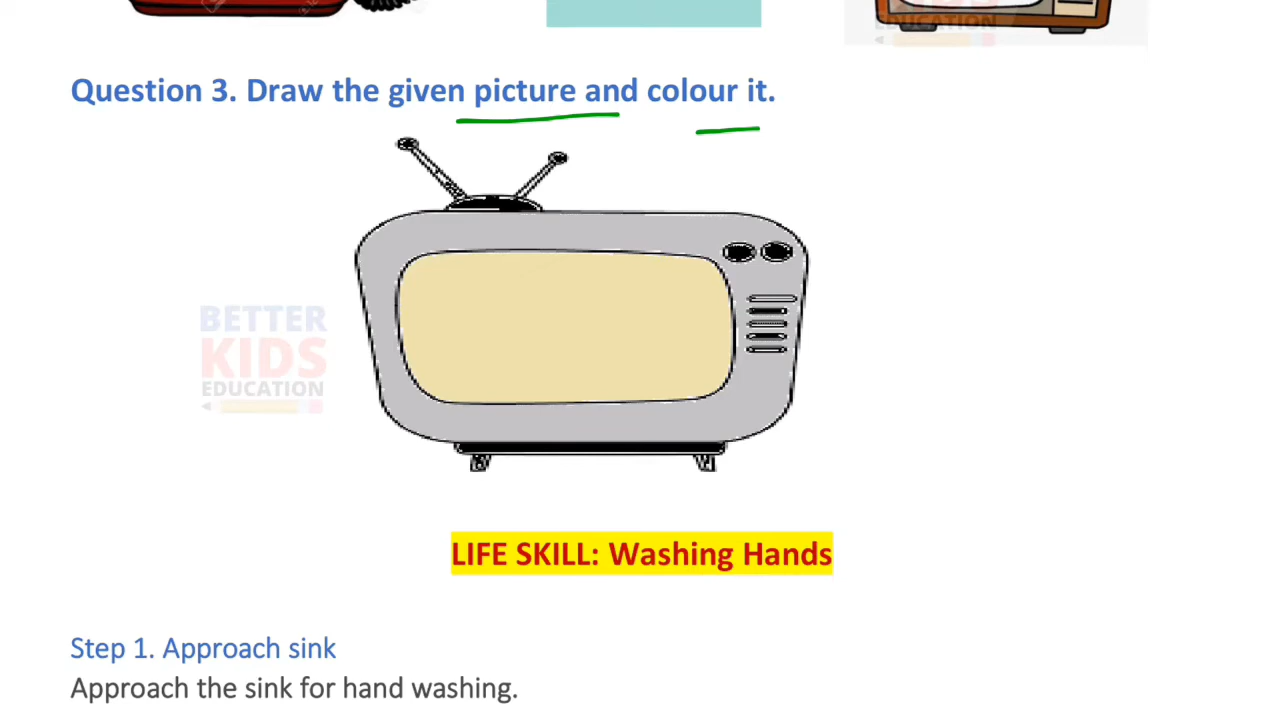 EDUCATION
Question 3. Draw the given picture and colour it.
BETTER
KIDS
EDUCATION
LIFE SKILL: Washing Hands
Step 1. Approach sink
Approach the sink for hand washing.